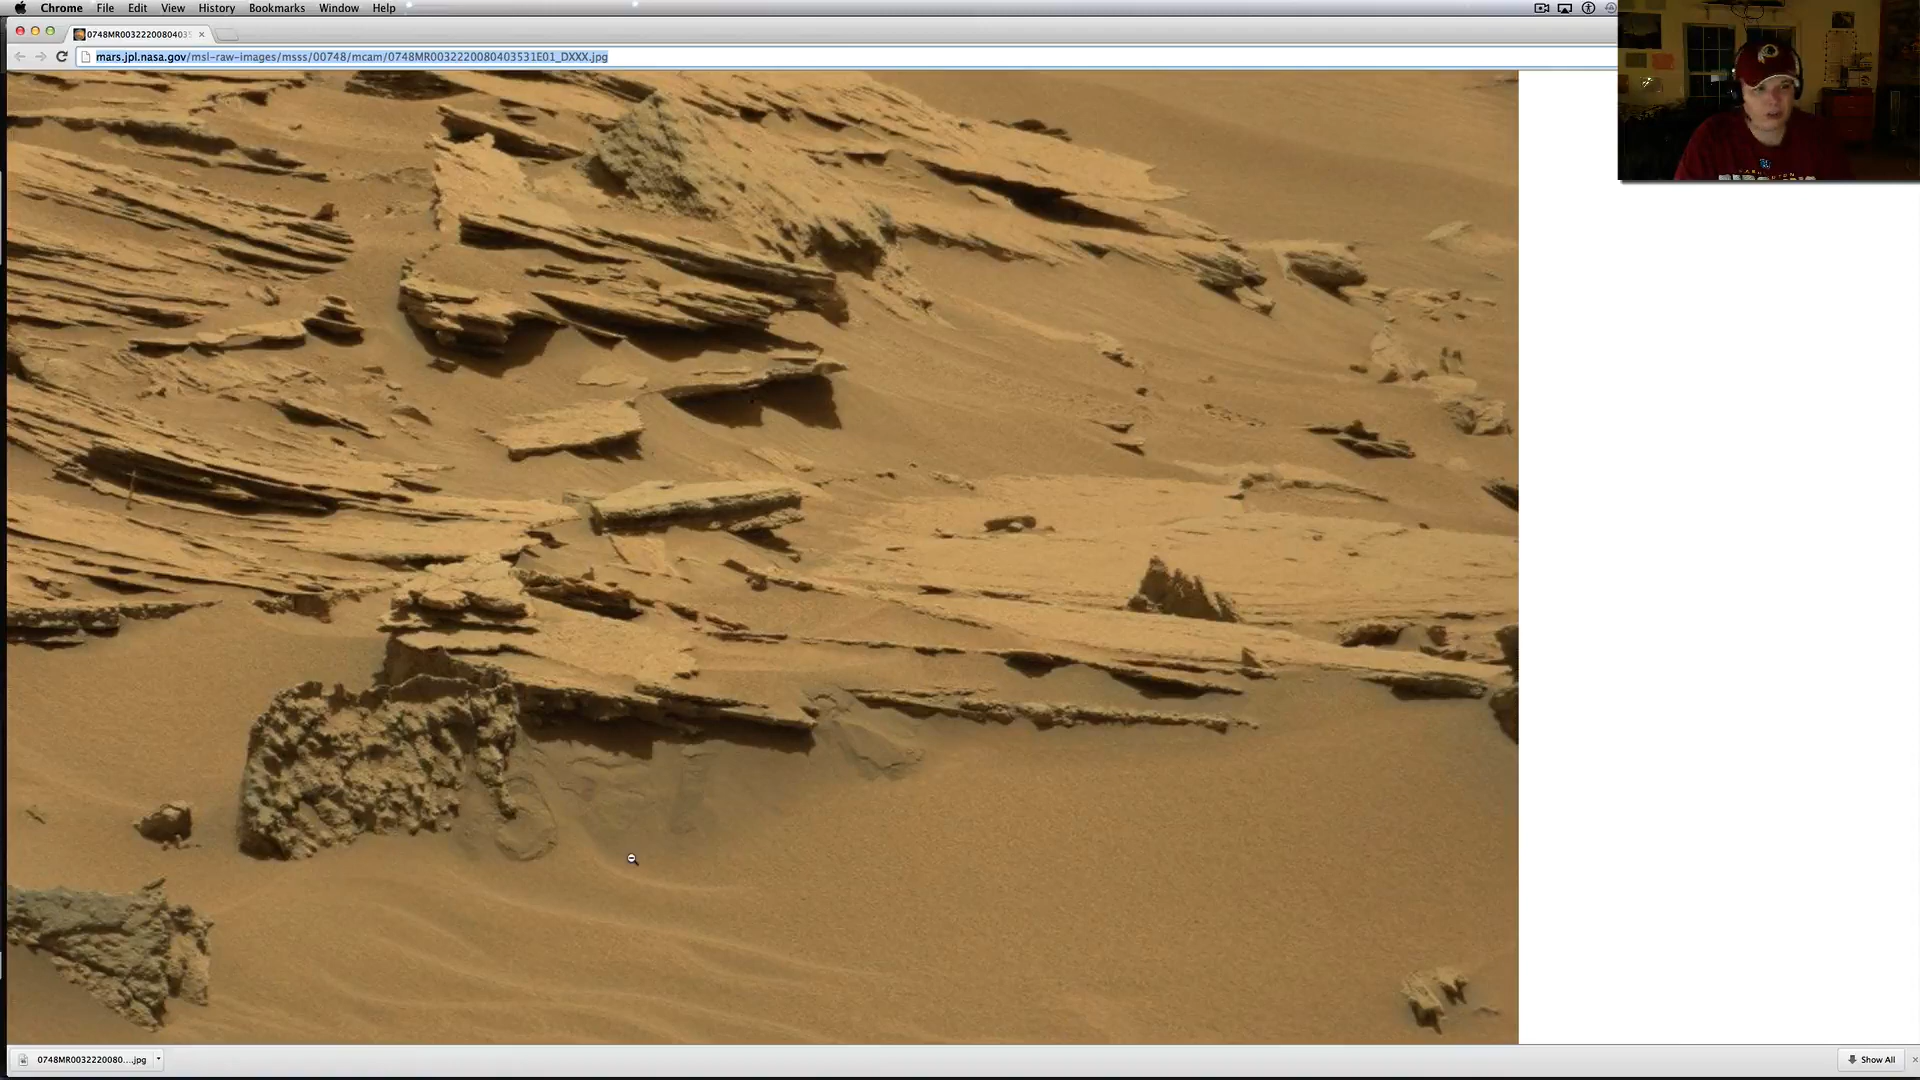 Chrome File Edit View History Bookmarks Window Help
0748MR00322200804035
mars.jpl.nasa.gov/msl-raw-images/msss/00748/mcam/0748MR0032220080403531E01_DXXX.jpg
0748MR0032220080....jpg
Show All